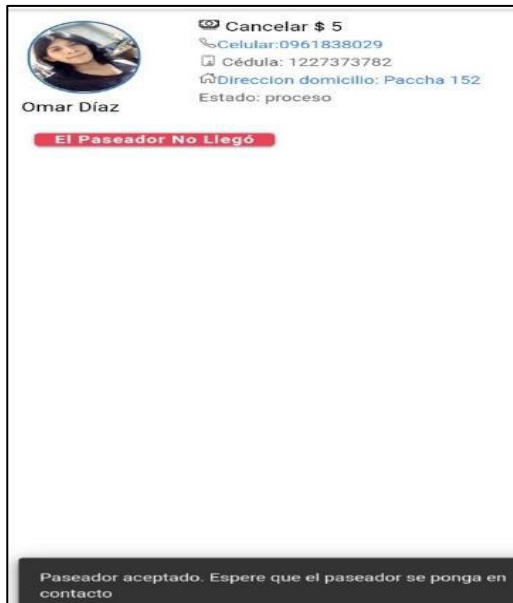 Cancelar $ 5
Celular:0961838029
Cédula: 1227373782
Direccion domicilio: Paccha 152
Estado: proceso
Omar Díaz
El Paseador No Llegó
Paseador aceptado. Espere que el paseador se ponga en
contacto